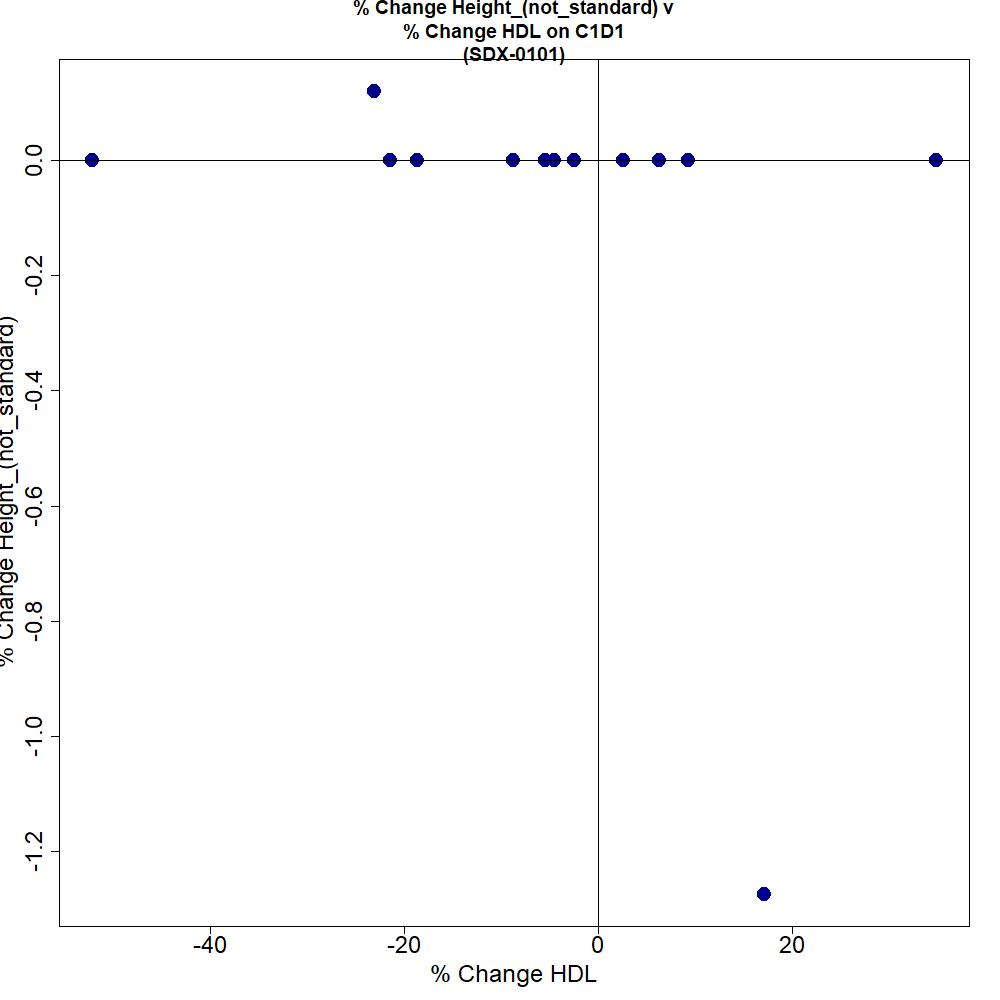 % Change Height_(not_standard) v
% Change HDL on C1D1
(SDX-0101)
0.0
-0.2
-0.4
-0.6
-0.8
-1.0
-1.2
% Change Height_(not_standard)
-40
-20
0
20
% Change HDL